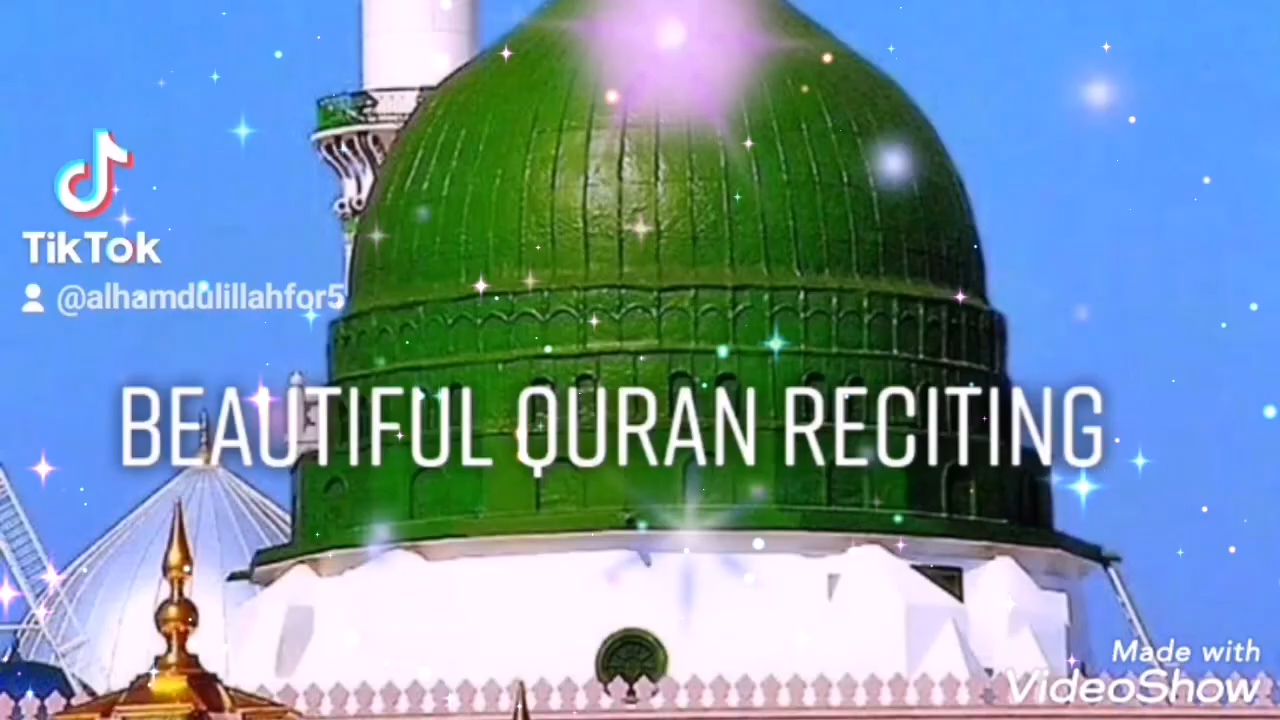 TikTok
@alhamdulillahfor5
BEAUTIFUL QURAN RECITING
Made with
VideoShow